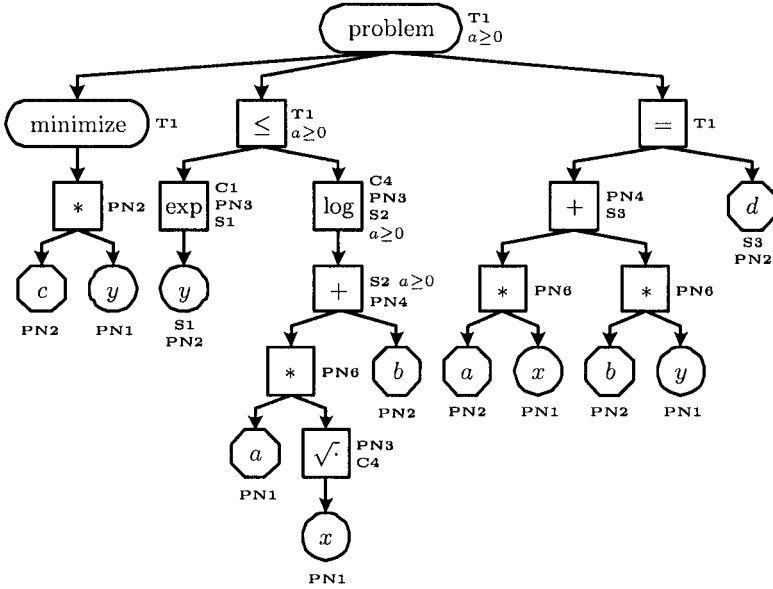 problem T1
a≥0
minimize T1
≤ T1
a≥0
= T1
* PN2
exp C1
PN3
S1
log C4
PN3
S2
a≥0
+ PN4
S3
d
S3
PN2
c
PN2
y
PN1
y
S1
PN2
+ S2 a≥0
PN4
* PN6
* PN6
* PN6
b
PN2
a
PN2
x
PN1
b
PN2
y
PN1
a
PN1
√· PN3
C4
x
PN1